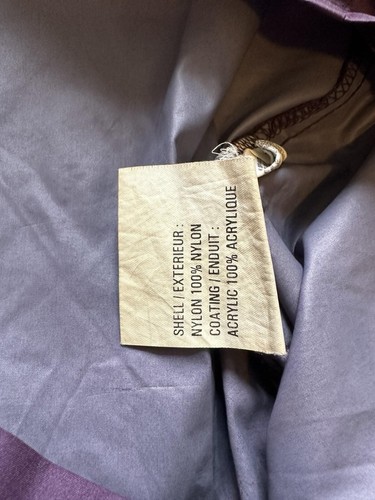 SHELL / EXTERIEUR :
NYLON 100% NYLON
COATING / ENDUIT :
ACRYLIC 100% ACRYLIQUE